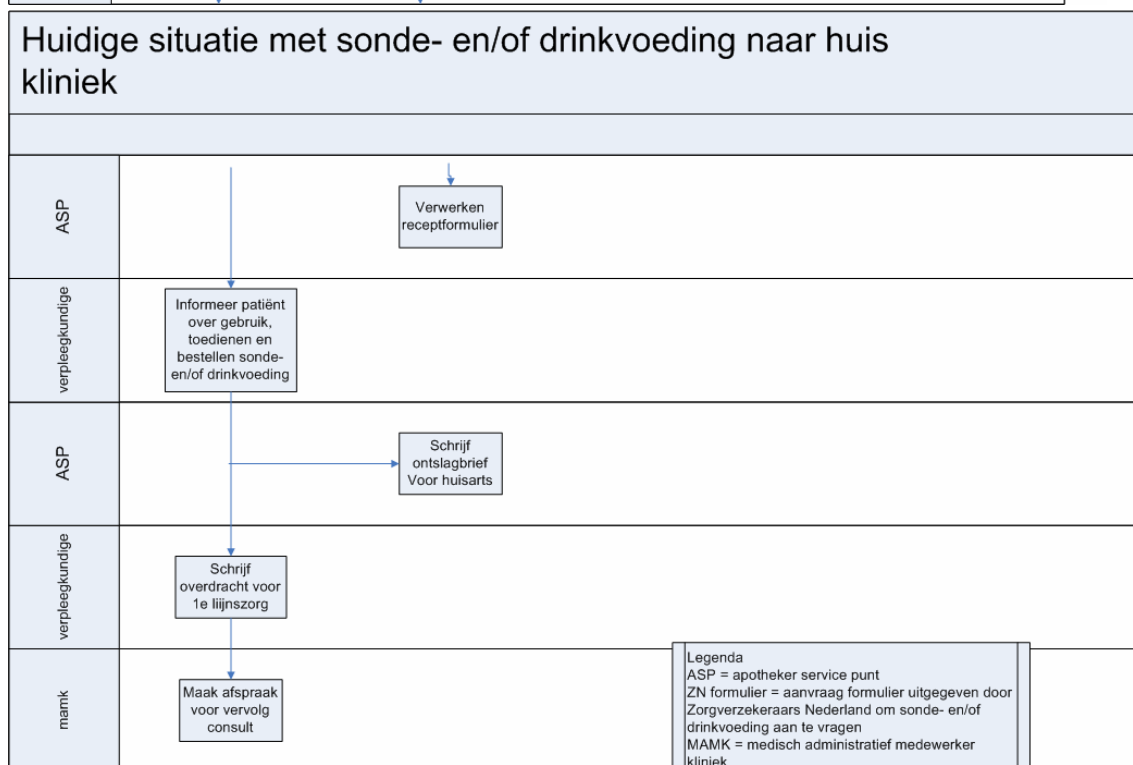 Huidige situatie met sonde- en/of drinkvoeding naar huis
kliniek
ASP
Verwerken
receptformulier
verpleegkundige
Informeer patiënt
over gebruik,
toedienen en
bestellen sonde-
en/of drinkvoeding
ASP
Schrijf
ontslagbrief
Voor huisarts
verpleegkundige
Schrijf
overdracht voor
1e liijnszorg
mamk
Maak afspraak
voor vervolg
consult
Legenda
ASP = apotheker service punt
ZN formulier = aanvraag formulier uitgegeven door
Zorgverzekeraars Nederland om sonde- en/of
drinkvoeding aan te vragen
MAMK = medisch administratief medewerker
kliniek